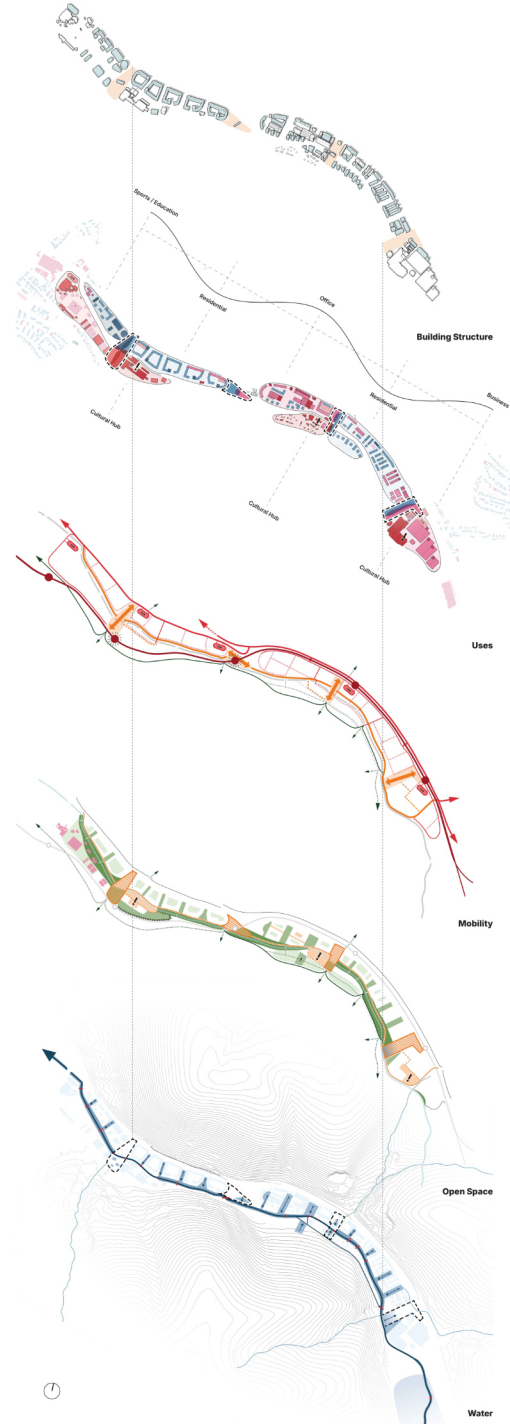 Sports / Education
Residential
Office
Building Structure
Residential
Business
Cultural Hub
Cultural Hub
Cultural Hub
Uses
Mobility
Open Space
Water